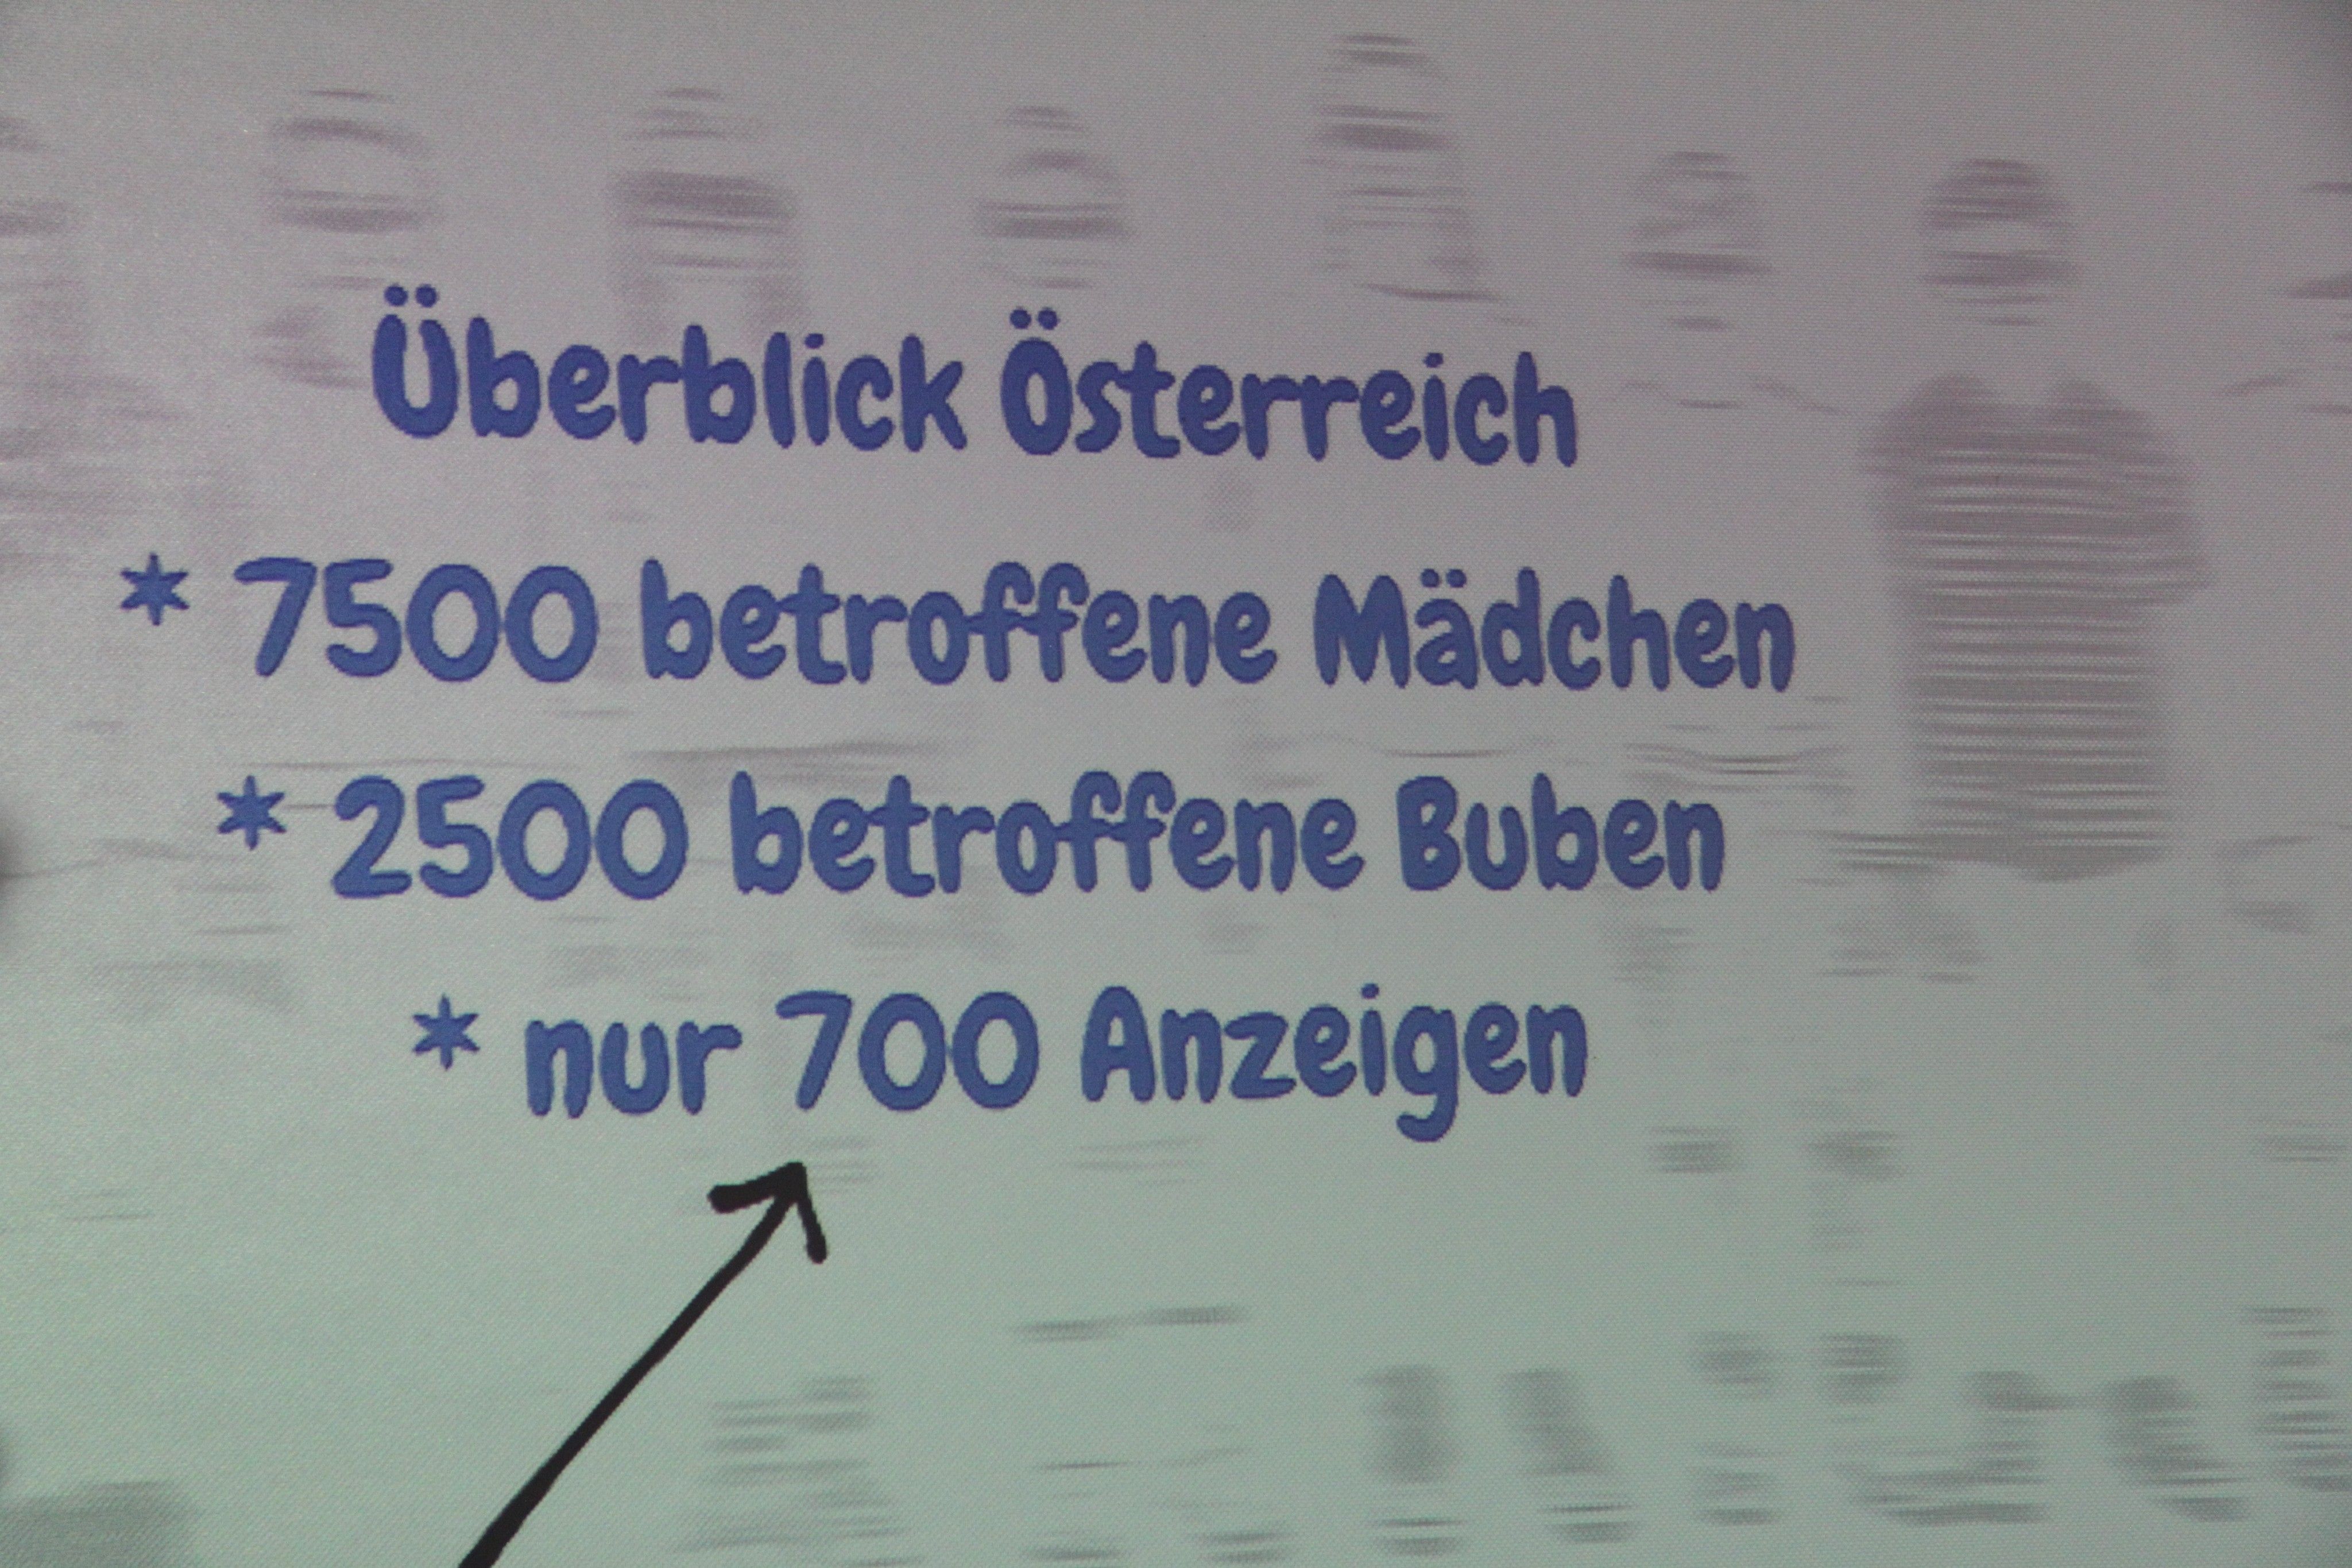 Überblick Österreich
* 7500 betroffene Mädchen
* 2500 betroffene Buben
* nur 700 Anzeigen